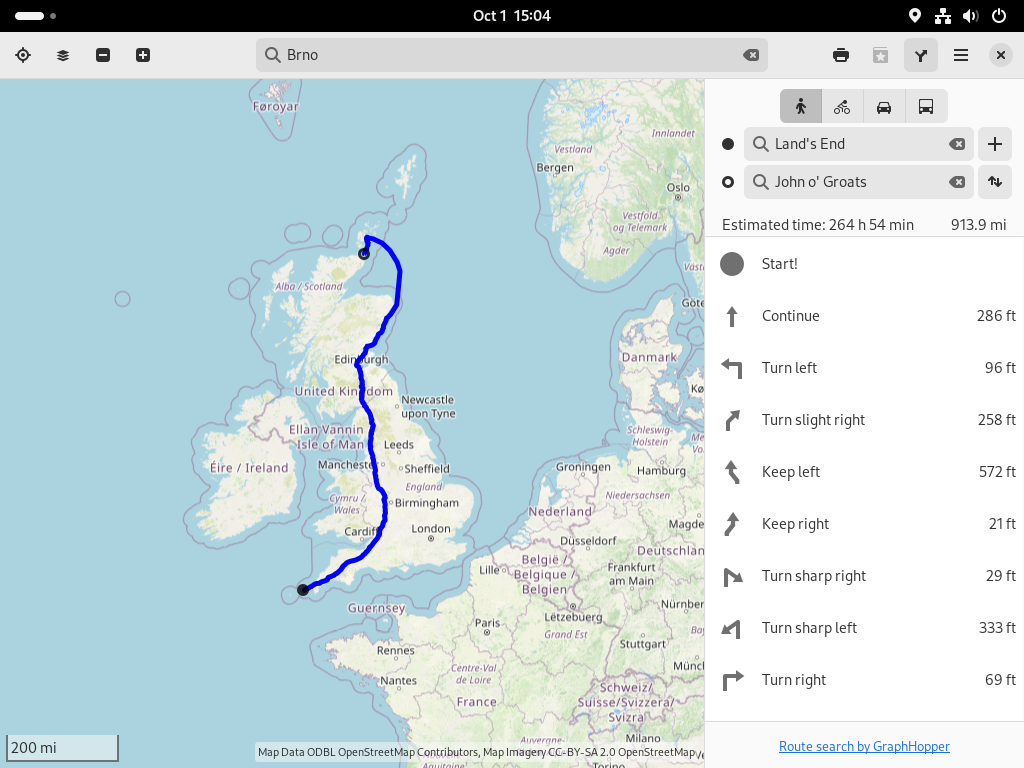 Oct 1 15:04
Brno
Føroyar
Innlandet
Vestland
Bergen
Oslo
Vestfold
og Telemark
Agder
Alba / Scotland
Göte
Danmark
Edinburgh
United Kingdom
Newcastle
upon Tyne
Ellan Vannin
Isle of Man
Leeds
Éire / Ireland
Manchester
Sheffield
England
Cymru /
Wales
Birmingham
Cardiff
London
Schleswig-
Holstein
Groningen
Hamburg
Niedersachsen
Nederland
Magde
Düsseldorf
Deutschlan
België /
Belgique /
Belgien
Lille
Frankfurt
am Main
Guernsey
Lëtzebuerg
Nürnber
Paris
Grand Est
Stuttgart
Rennes
Centre-Val
de Loire
Münch
Nantes
France
Schweiz/
Suisse/Svizzera/
Svizra
Milano
Torino
Nouvelle-
Aquitaine
Auvergne-
200 mi
Map Data ODBL OpenStreetMap Contributors, Map Imagery CC-BY-SA 2.0 OpenStreetMap
Land's End
John o' Groats
Estimated time: 264 h 54 min 913.9 mi
Start!
Continue 286 ft
Turn left 96 ft
Turn slight right 258 ft
Keep left 572 ft
Keep right 21 ft
Turn sharp right 29 ft
Turn sharp left 333 ft
Turn right 69 ft
Route search by GraphHopper